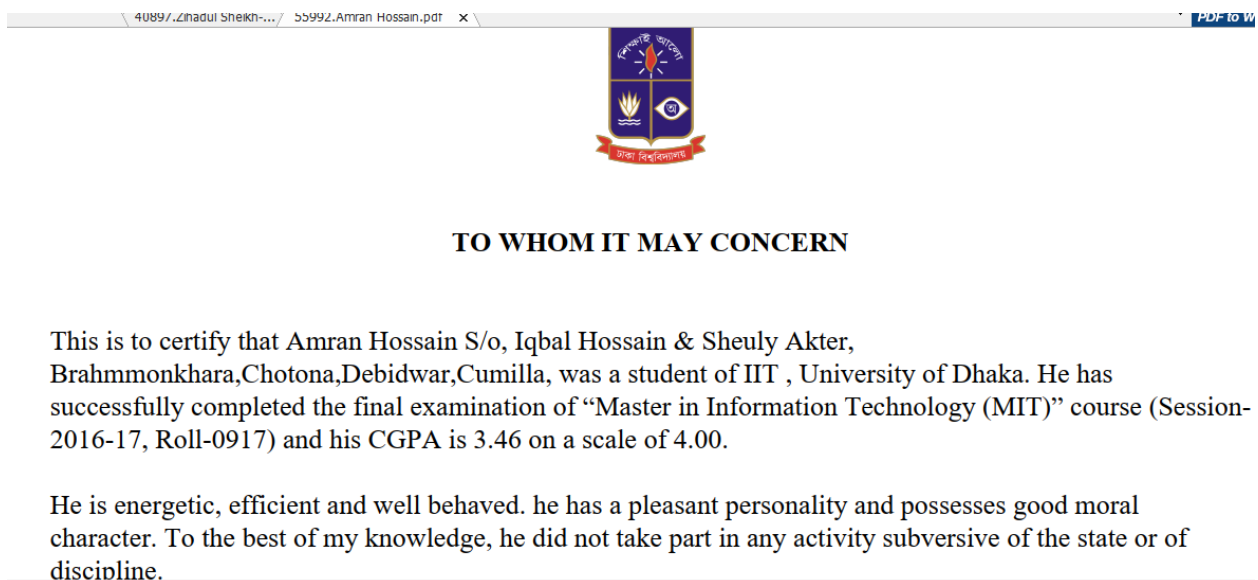 40897.Zihadul Sheikh-... 55992.Amran Hossain.pdf x PDF to W
শিক্ষাই আলো
অ
ঢাকা বিশ্ববিদ্যালয়
TO WHOM IT MAY CONCERN
This is to certify that Amran Hossain S/o, Iqbal Hossain & Sheuly Akter,
Brahmmonkhara,Chotona,Debidwar,Cumilla, was a student of IIT , University of Dhaka. He has
successfully completed the final examination of “Master in Information Technology (MIT)” course (Session-
2016-17, Roll-0917) and his CGPA is 3.46 on a scale of 4.00.
He is energetic, efficient and well behaved. he has a pleasant personality and possesses good moral
character. To the best of my knowledge, he did not take part in any activity subversive of the state or of
discipline.